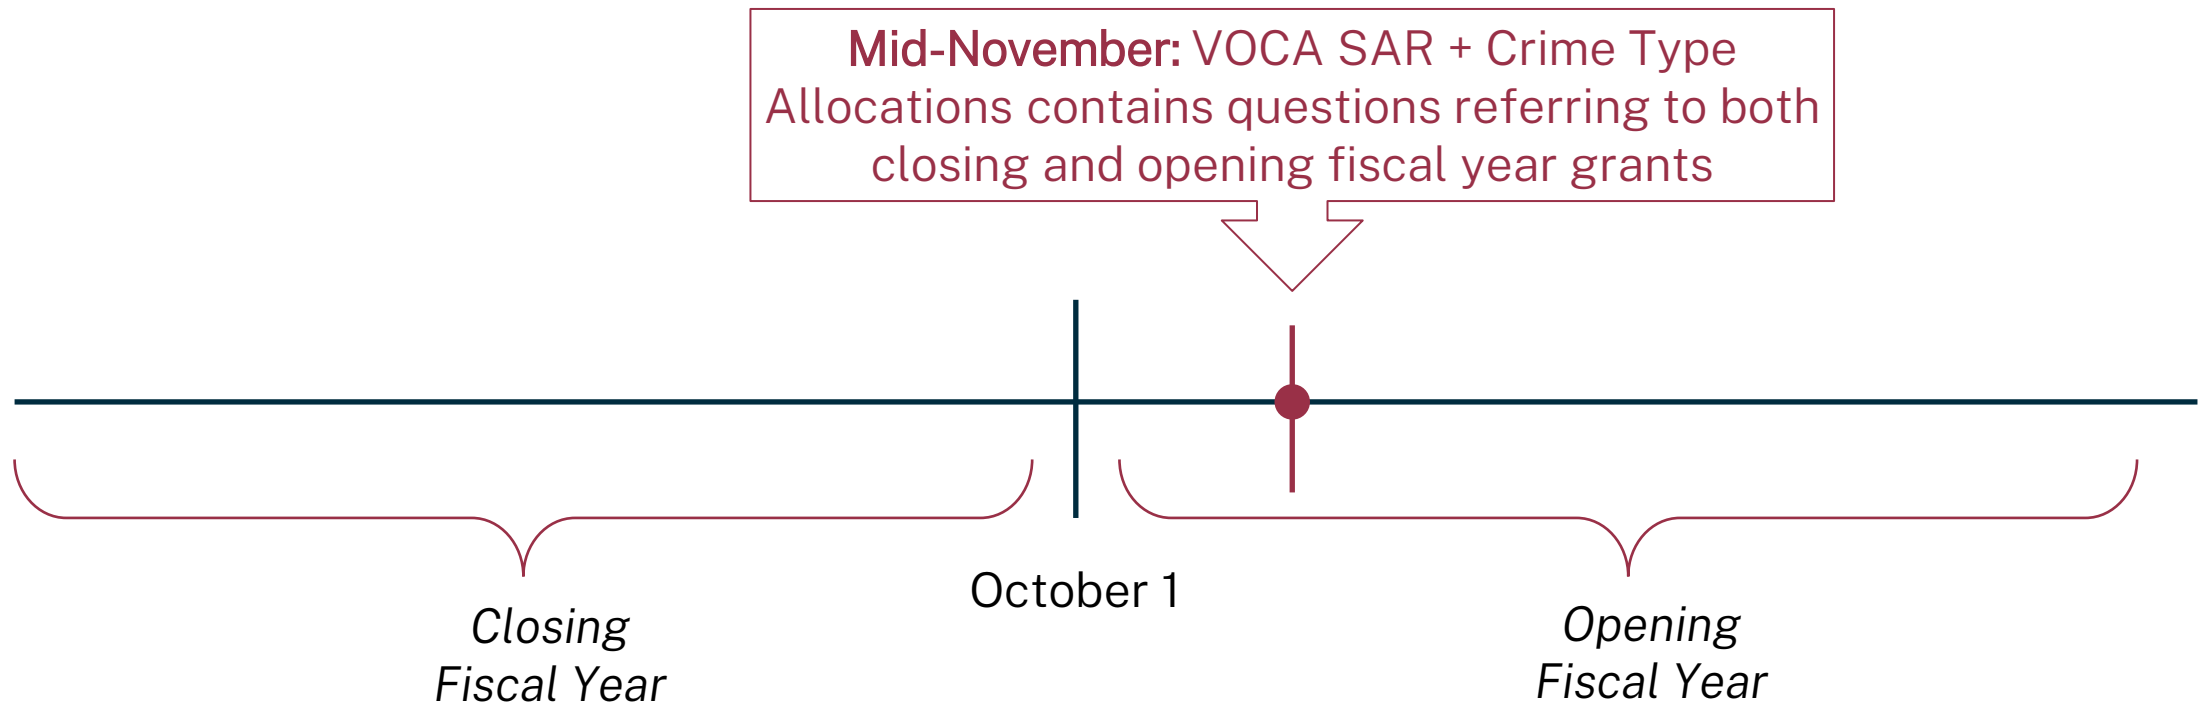 Mid-November: VOCA SAR + Crime Type
Allocations contains questions referring to both
closing and opening fiscal year grants
October 1
Closing
Fiscal Year
Opening
Fiscal Year